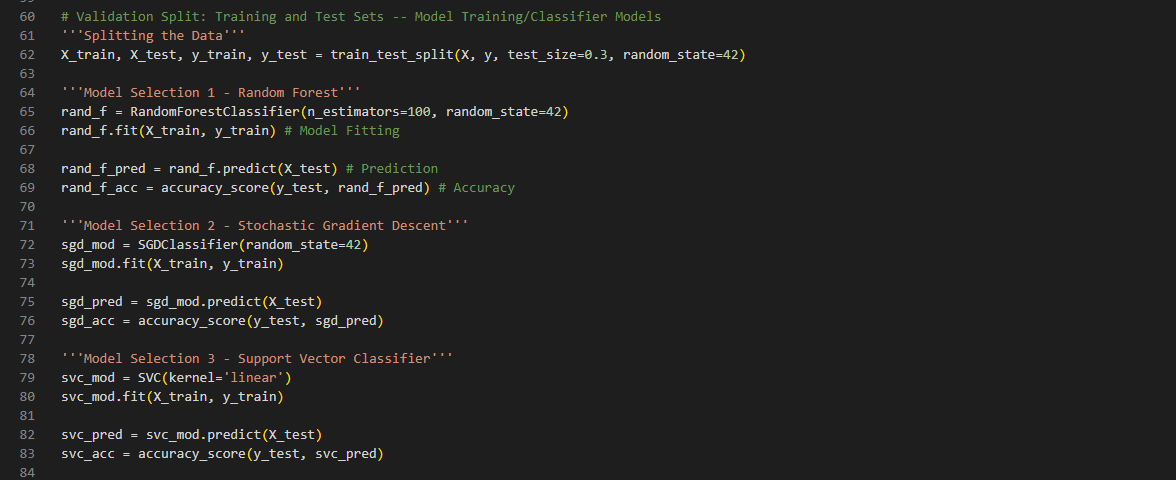 60 # Validation Split: Training and Test Sets -- Model Training/Classifier Models
61 '''Splitting the Data'''
62 X_train, X_test, y_train, y_test = train_test_split(X, y, test_size=0.3, random_state=42)
63
64 '''Model Selection 1 - Random Forest'''
65 rand_f = RandomForestClassifier(n_estimators=100, random_state=42)
66 rand_f.fit(X_train, y_train) # Model Fitting
67
68 rand_f_pred = rand_f.predict(X_test) # Prediction
69 rand_f_acc = accuracy_score(y_test, rand_f_pred) # Accuracy
70
71 '''Model Selection 2 - Stochastic Gradient Descent'''
72 sgd_mod = SGDClassifier(random_state=42)
73 sgd_mod.fit(X_train, y_train)
74
75 sgd_pred = sgd_mod.predict(X_test)
76 sgd_acc = accuracy_score(y_test, sgd_pred)
77
78 '''Model Selection 3 - Support Vector Classifier'''
79 svc_mod = SVC(kernel='linear')
80 svc_mod.fit(X_train, y_train)
81
82 svc_pred = svc_mod.predict(X_test)
83 svc_acc = accuracy_score(y_test, svc_pred)
84